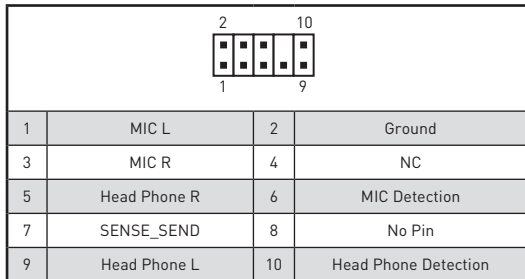 2 10
1 9
1 MIC L 2 Ground
3 MIC R 4 NC
5 Head Phone R 6 MIC Detection
7 SENSE_SEND 8 No Pin
9 Head Phone L 10 Head Phone Detection